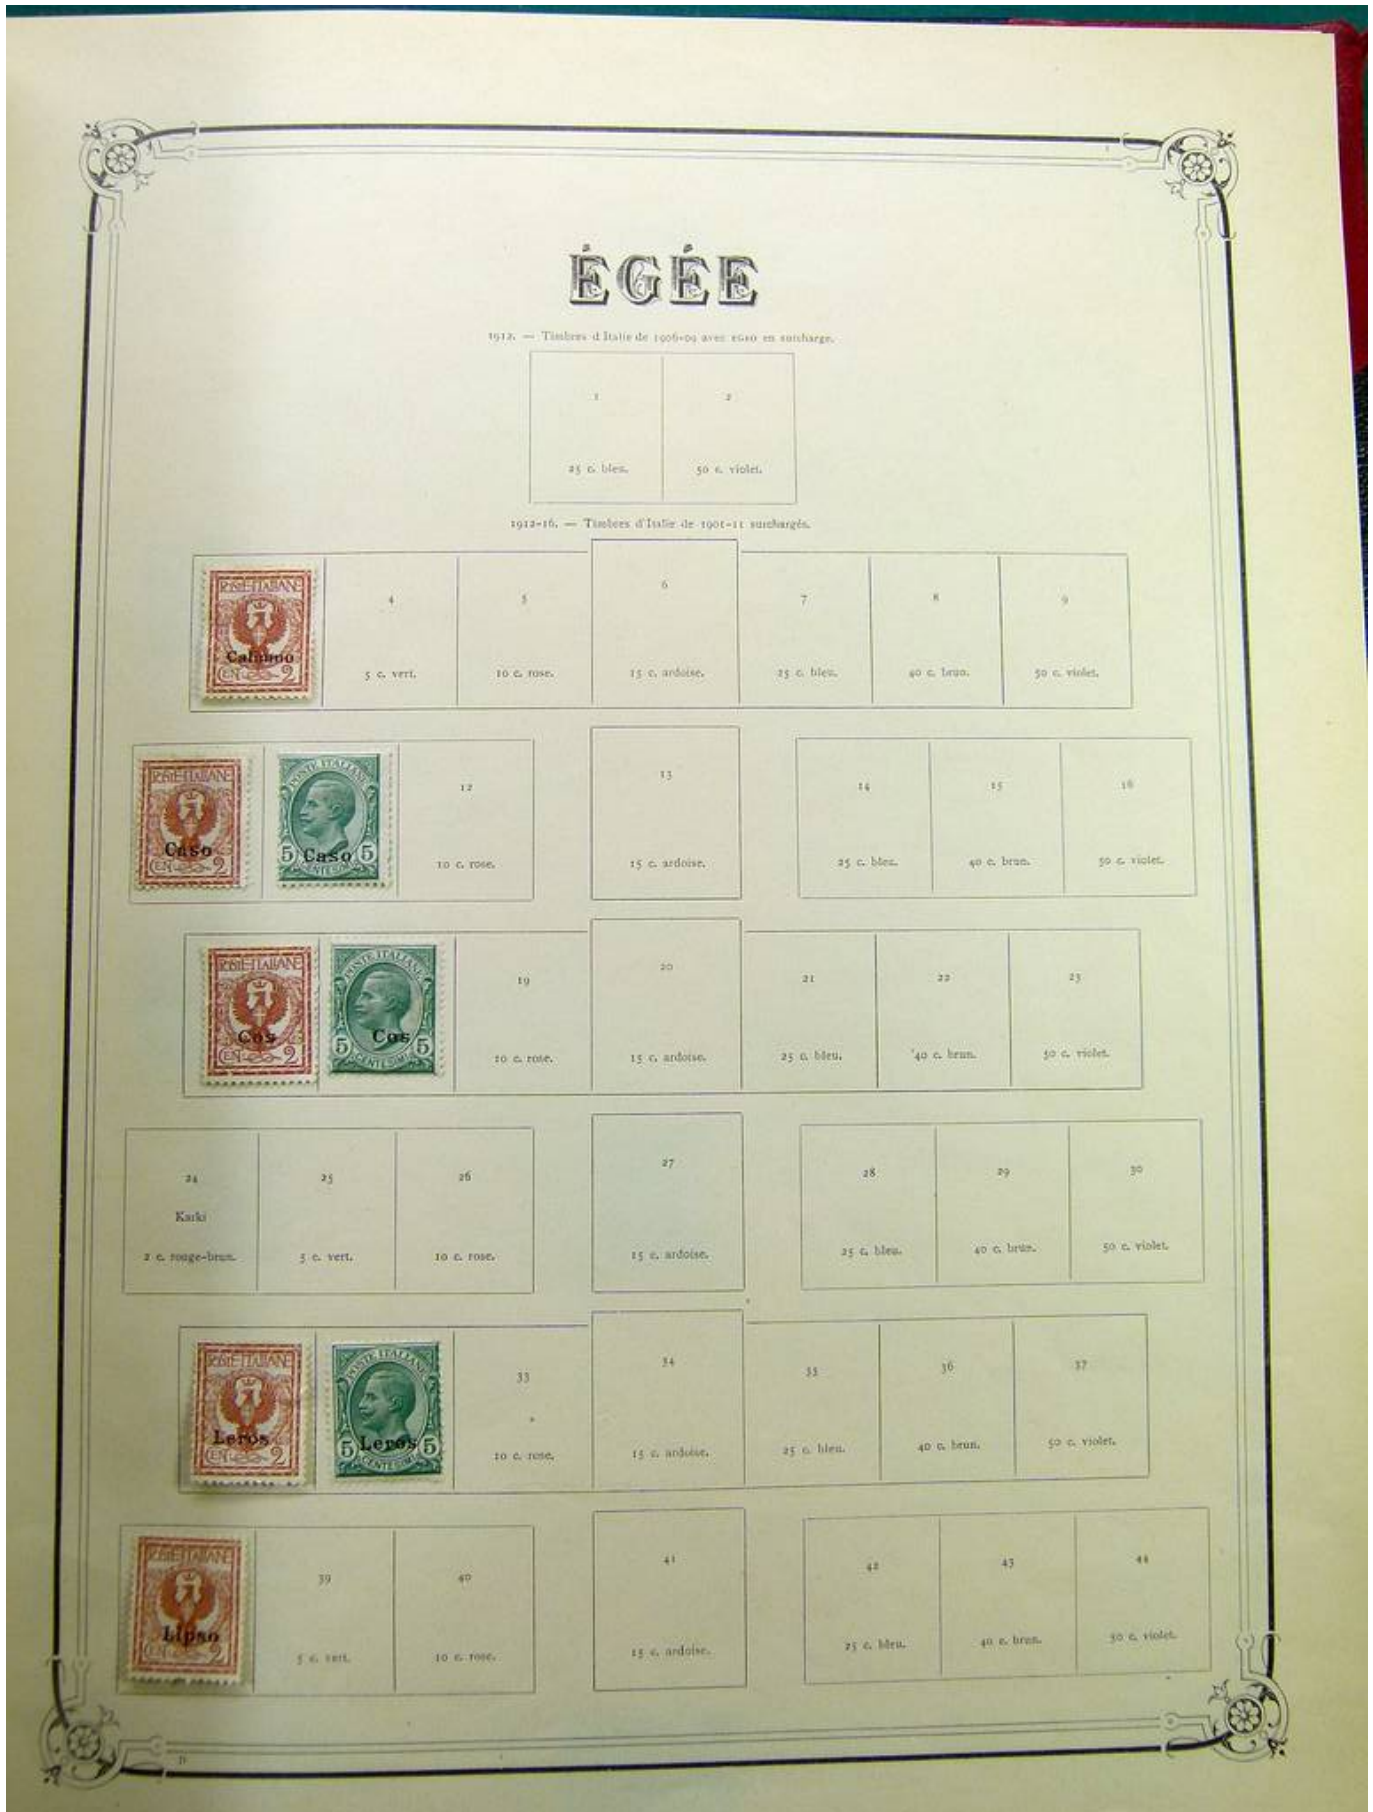 ÉGÉE
1912. — Timbres d'Italie de 1906-09 avec EGEO en surcharge.
1 2
25 c. bleu. 50 c. violet.
1912-16. — Timbres d'Italie de 1901-11 surchargés.
POSTE ITALIANE
Calimno
CEN 2
4 5 6 7 8 9
5 c. vert. 10 c. rose. 15 c. ardoise. 25 c. bleu. 40 c. brun. 50 c. violet.
POSTE ITALIANE
Caso
CEN 2
POSTE ITALIANE
5 Caso 5
CENTESIMI
12 13 14 15 16
10 c. rose. 15 c. ardoise. 25 c. bleu. 40 c. brun. 50 c. violet.
POSTE ITALIANE
Cos
CEN 2
POSTE ITALIANE
Cos
5 5
CENTESIMI
19 20 21 22 23
10 c. rose. 15 c. ardoise. 25 c. bleu. 40 c. brun. 50 c. violet.
24 25 26 27 28 29 30
Karki
2 c. rouge-brun. 5 c. vert. 10 c. rose. 15 c. ardoise. 25 c. bleu. 40 c. brun. 50 c. violet.
POSTE ITALIANE
Leros
CEN 2
POSTE ITALIANE
5 Leros 5
CENTESIMI
33 34 35 36 37
10 c. rose. 15 c. ardoise. 25 c. bleu. 40 c. brun. 50 c. violet.
POSTE ITALIANE
Lipso
CEN 2
39 40 41 42 43 44
5 c. vert. 10 c. rose. 15 c. ardoise. 25 c. bleu. 40 c. brun. 50 c. violet.